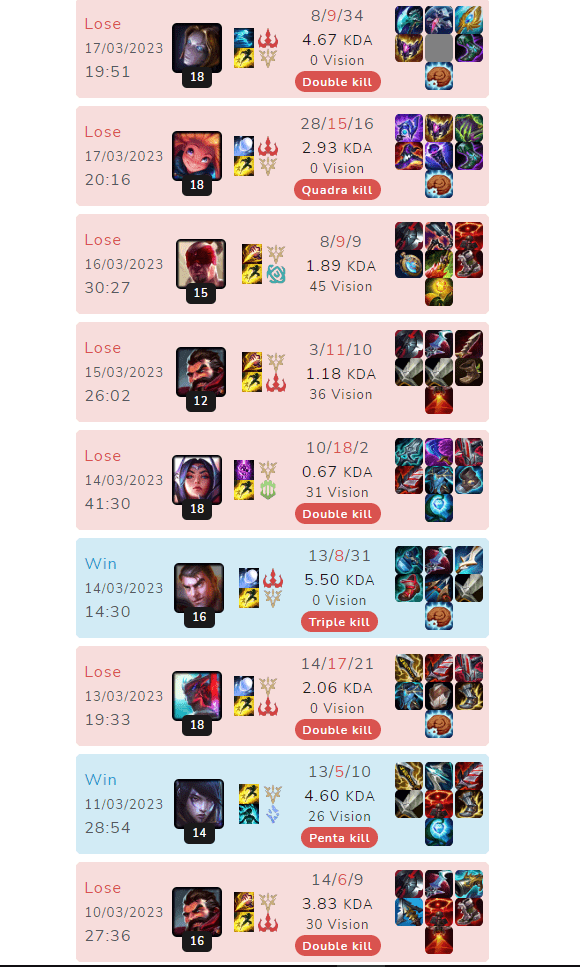 Lose
17/03/2023
19:51
18
8/9/34
4.67 KDA
0 Vision
Double kill
Lose
17/03/2023
20:16
18
28/15/16
2.93 KDA
0 Vision
Quadra kill
Lose
16/03/2023
30:27
15
8/9/9
1.89 KDA
45 Vision
Lose
15/03/2023
26:02
12
3/11/10
1.18 KDA
36 Vision
Lose
14/03/2023
41:30
18
10/18/2
0.67 KDA
31 Vision
Double kill
Win
14/03/2023
14:30
16
13/8/31
5.50 KDA
0 Vision
Triple kill
Lose
13/03/2023
19:33
18
14/17/21
2.06 KDA
0 Vision
Double kill
Win
11/03/2023
28:54
14
13/5/10
4.60 KDA
26 Vision
Penta kill
Lose
10/03/2023
27:36
16
14/6/9
3.83 KDA
30 Vision
Double kill